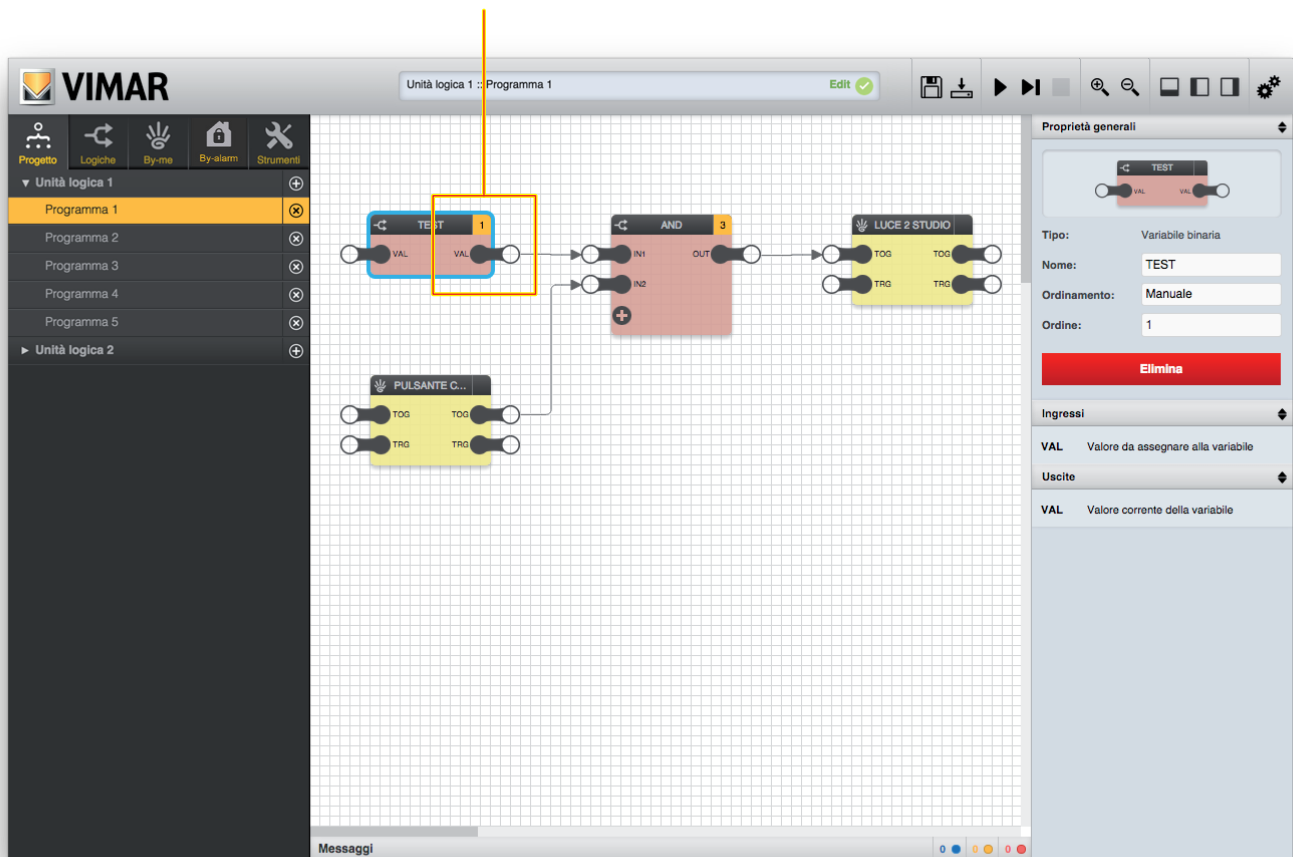 VIMAR
Unità logica 1 :: Programma 1
Edit
Progetto
Logiche
By-me
By-alarm
Strumenti
Unità logica 1
Programma 1
Programma 2
Programma 3
Programma 4
Programma 5
Unità logica 2
TEST 1
VAL VAL
AND 3
IN1 OUT
IN2
LUCE 2 STUDIO
TOG TOG
TRG TRG
PULSANTE C...
TOG TOG
TRG TRG
Messaggi
0 0 0
Proprietà generali
TEST
VAL VAL
Tipo: Variabile binaria
Nome: TEST
Ordinamento: Manuale
Ordine: 1
Elimina
Ingressi
VAL Valore da assegnare alla variabile
Uscite
VAL Valore corrente della variabile